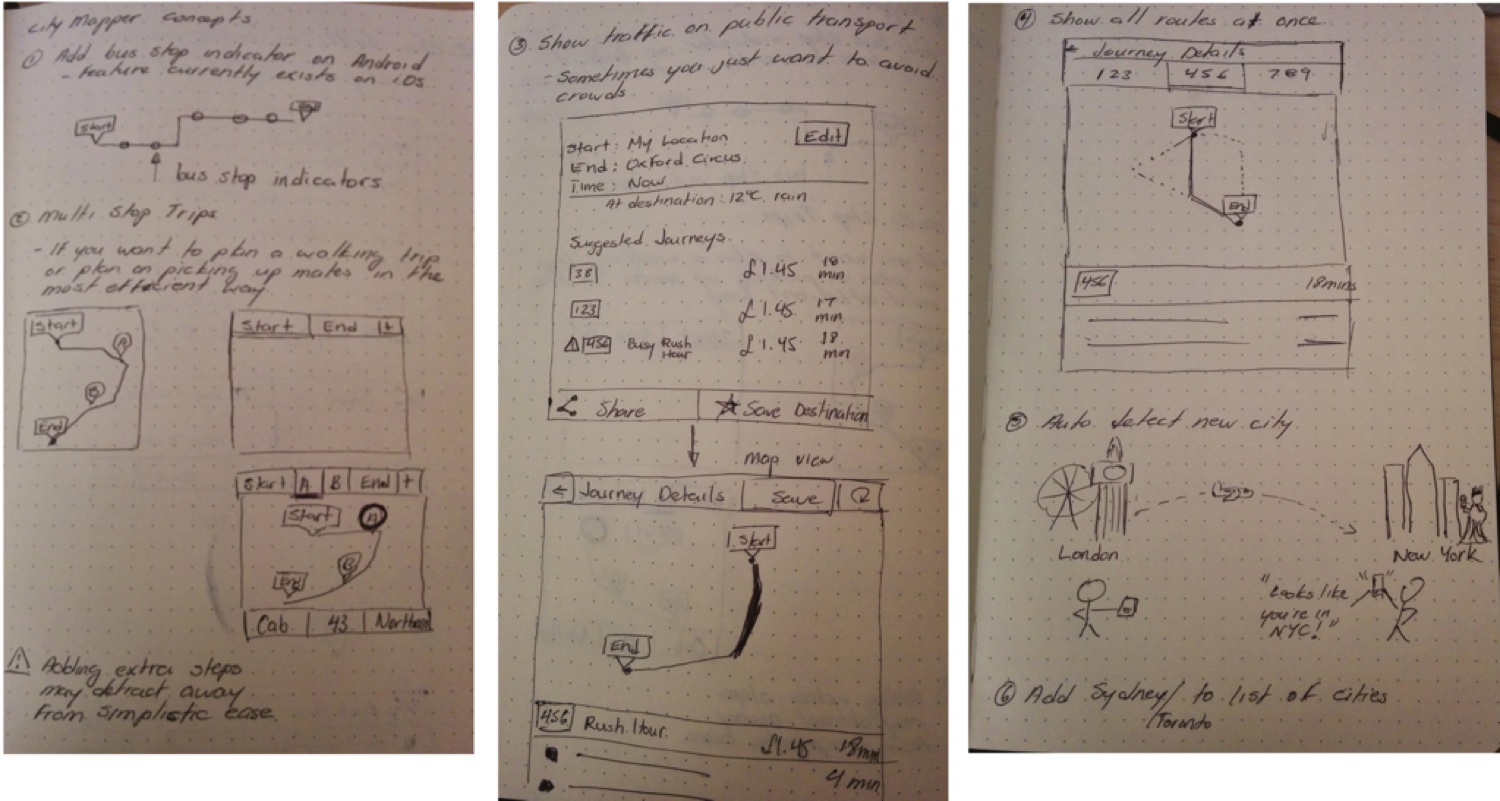 City Mapper Concepts
① Add bus stop indicator on Android
- feature currently exists on iOs
Start
End
bus stop indicators
② Multi Stop Trips
- If you want to plan a walking trip
or plan on picking up mates in the
most efficient way
Start
A
B
End
Start End +
Start A B End +
Start
A
B
End
Cab 43 Northern
⚠ Adding extra steps
may detract away
from simplistic ease.
③ Show traffic on public transport
- Sometimes you just want to avoid
crowds
Start: My Location Edit
End: Oxford Circus
Time: Now
At destination: 12°C rain
Suggested Journeys.
38 £1.45 18 min
123 £1.45 17 min
⚠ 456 Busy Rush Hour £1.45 18 min
Share ☆ Save Destination
map view
← Journey Details Save
Start
End
456 Rush Hour. £1.45 18min
4 min
④ Show all routes at once
← Journey Details
123 456 789
Start
End
456 18mins
⑤ Auto detect new city
London
New York
"Looks like
you're in
NYC!"
⑥ Add Sydney/ to list of cities
/Toronto